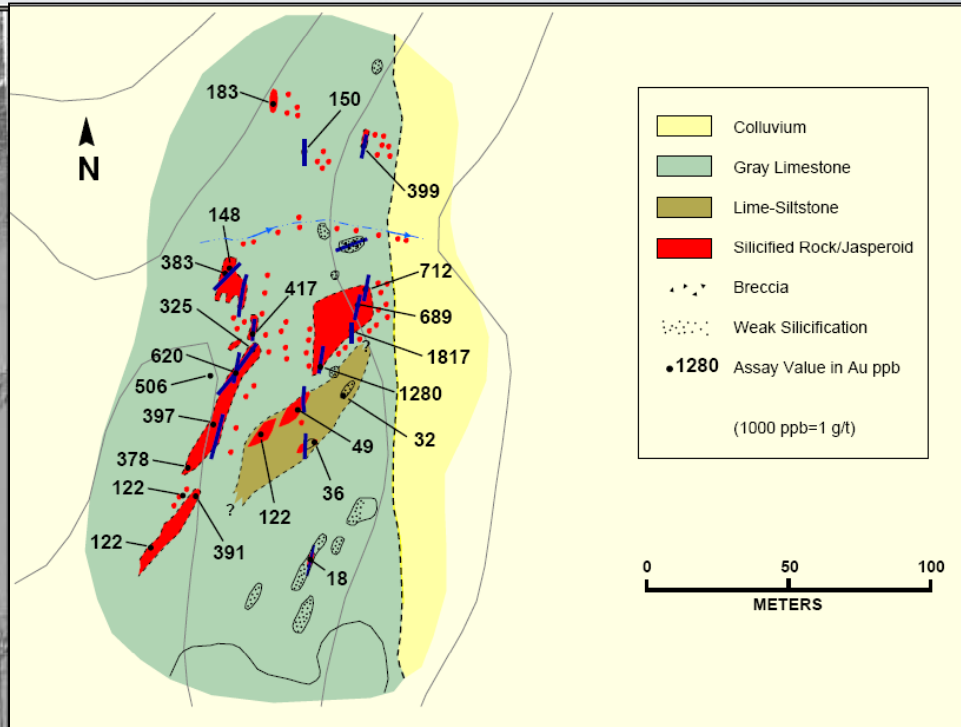 183
150
399
N
148
383
712
417
325
689
620
1817
506
1280
397
32
49
378
36
122
?
?
122
122
391
18
Colluvium
Gray Limestone
Lime-Siltstone
Silicified Rock/Jasperoid
Breccia
Weak Silicification
1280 Assay Value in Au ppb
(1000 ppb=1 g/t)
0 50 100
METERS